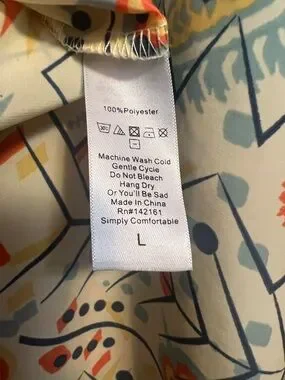 100%Polyester
Machine Wash Cold
Gentle Cycle
Do Not Bleach
Hang Dry
Or You'll Be Sad
Made In China
Rn#142161
Simply Comfortable
L